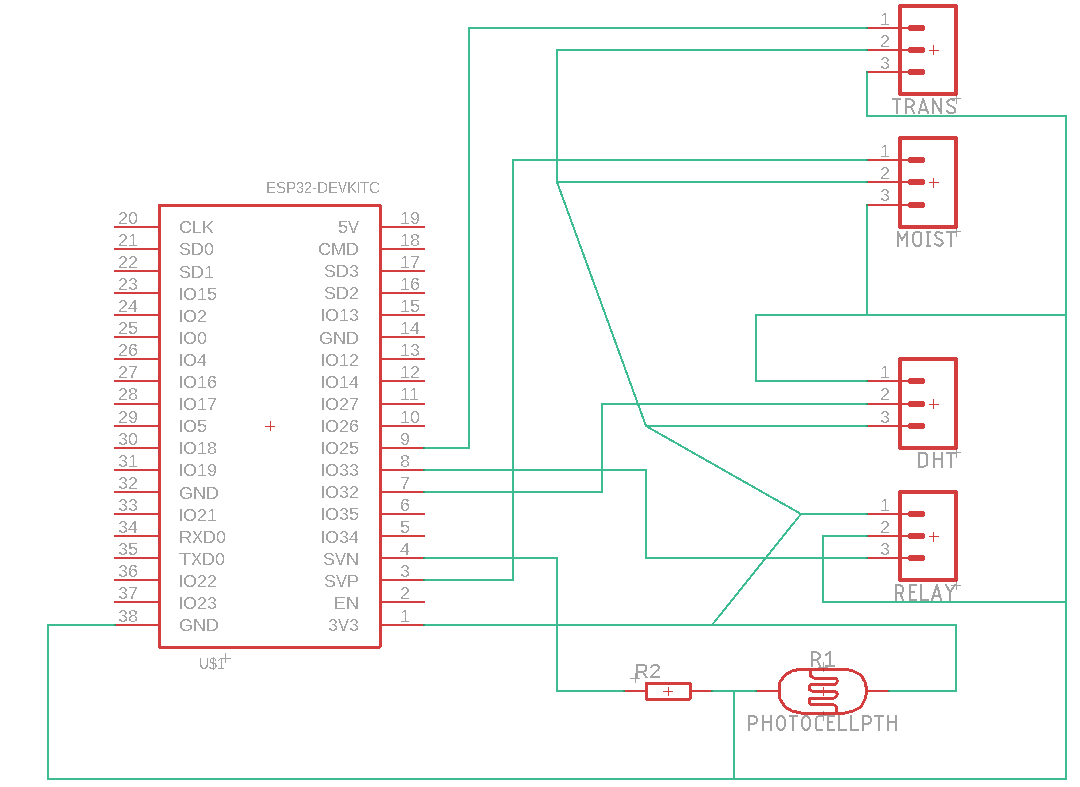 1
2
3
TRANS
1
2
3
MOIST
ESP32-DEVKITC
20 CLK 5V 19
21 SD0 CMD 18
22 SD1 SD3 17
23 IO15 SD2 16
24 IO2 IO13 15
25 IO0 GND 14
26 IO4 IO12 13
27 IO16 IO14 12
28 IO17 IO27 11
29 IO5 IO26 10
30 IO18 IO25 9
31 IO19 IO33 8
32 GND IO32 7
33 IO21 IO35 6
34 RXD0 IO34 5
35 TXD0 SVN 4
36 IO22 SVP 3
37 IO23 EN 2
38 GND 3V3 1
U$1
1
2
3
DHT
1
2
3
RELAY
R2
R1
PHOTOCELLPTH